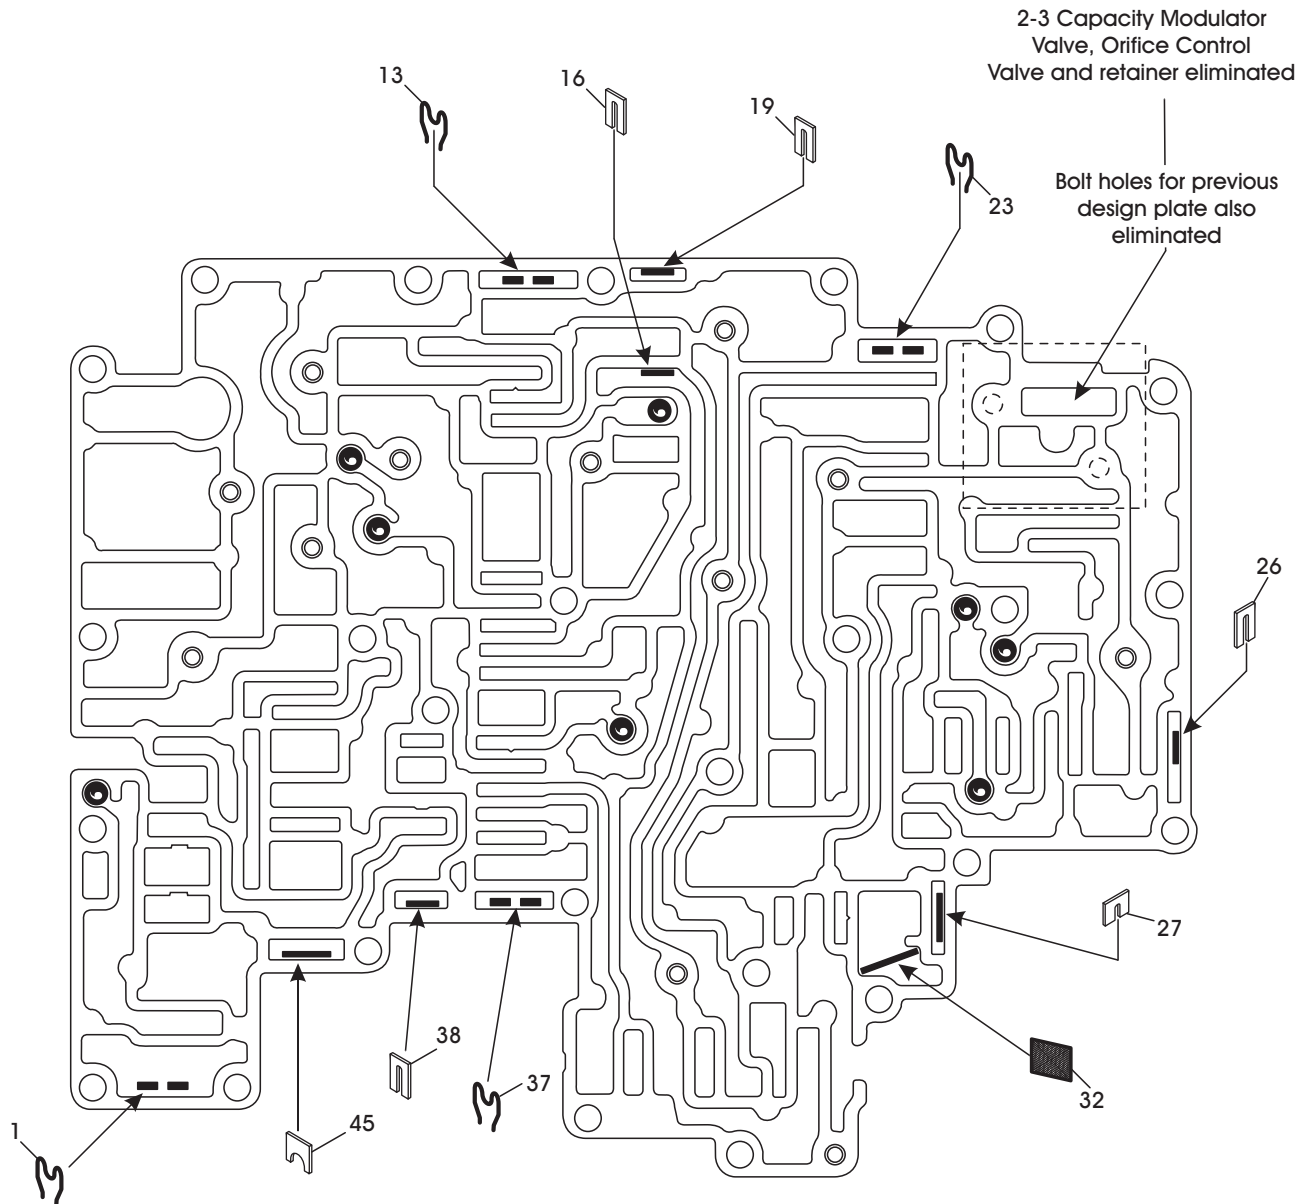 2-3 Capacity Modulator
Valve, Orifice Control
Valve and retainer eliminated
13
16
19
23
Bolt holes for previous
design plate also
eliminated
26
27
38
37
32
45
1